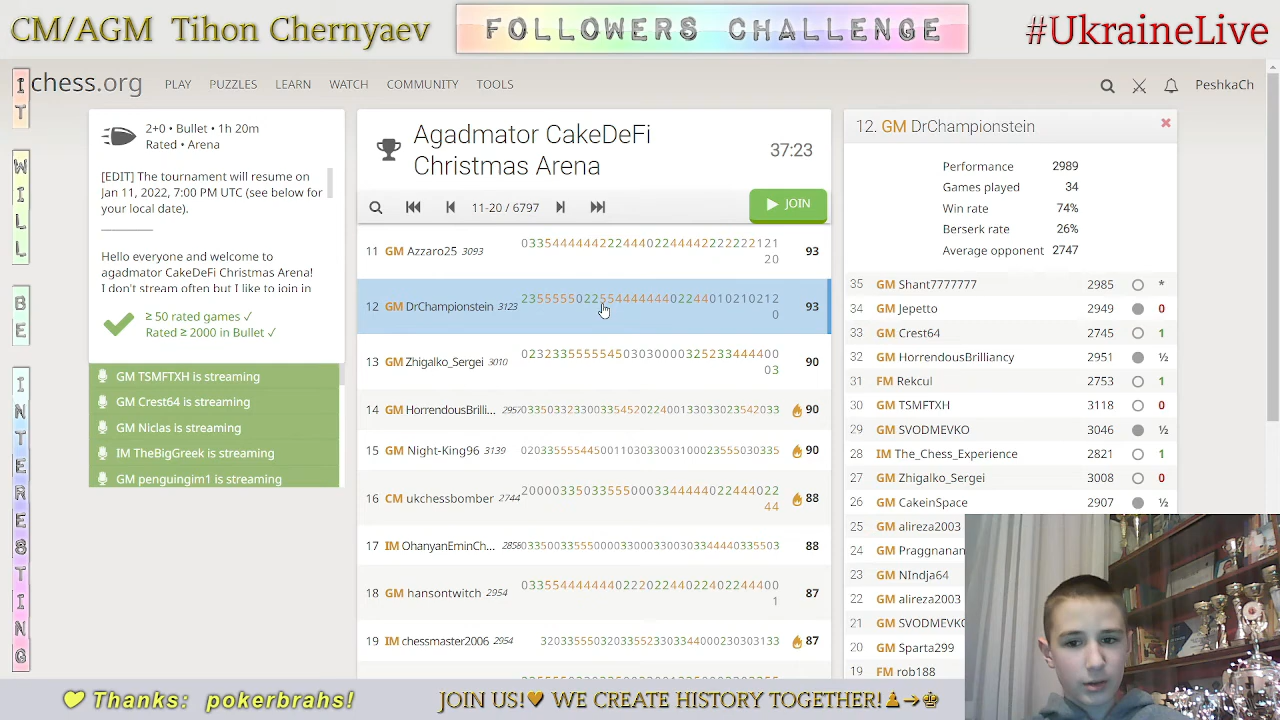 CM/AGM Tihon Chernyaev
FOLLOWERS CHALLENGE
#UkraineLive
IT WILL BE INTERESTING
chess.org
PLAY
PUZZLES
LEARN
WATCH
COMMUNITY
TOOLS
PeshkaCh
2+0 • Bullet • 1h 20m
Rated • Arena
[EDIT] The tournament will resume on
Jan 11, 2022, 7:00 PM UTC (see below for
your local date).
Hello everyone and welcome to
agadmator CakeDeFi Christmas Arena!
I don't stream often but I like to join in
≥ 50 rated games ✓
Rated ≥ 2000 in Bullet ✓
GM TSMFTXH is streaming
GM Crest64 is streaming
GM Niclas is streaming
IM TheBigGreek is streaming
GM penguingim1 is streaming
Agadmator CakeDeFi
Christmas Arena
37:23
11-20 / 6797
JOIN
11 GM Azzaro25 3093 93
12 GM DrChampionstein 3123 93
13 GM Zhigalko_Sergei 3010 90
14 GM HorrendousBrilli... 90
15 GM Night-King96 3139 90
16 CM ukchessbomber 2744 88
17 IM OhanyanEminCh... 88
18 GM hansontwitch 2954 87
19 IM chessmaster2006 2954 87
12. GM DrChampionstein
Performance 2989
Games played 34
Win rate 74%
Berserk rate 26%
Average opponent 2747
35 GM Shant7777777 2985 *
34 GM Jepetto 2949 0
33 GM Crest64 2745 1
32 GM HorrendousBrilliancy 2951 ½
31 FM Rekcul 2753 1
30 GM TSMFTXH 3118 0
29 GM SVODMEVKO 3046 ½
28 IM The_Chess_Experience 2821 1
27 GM Zhigalko_Sergei 3008 0
26 GM CakeinSpace 2907 ½
25 GM alireza2003
24 GM Praggnanan
23 GM NIndja64
22 GM alireza2003
21 GM SVODMEVKO
20 GM Sparta299
19 FM rob188
Thanks: pokerbrahs!
JOIN US! WE CREATE HISTORY TOGETHER!